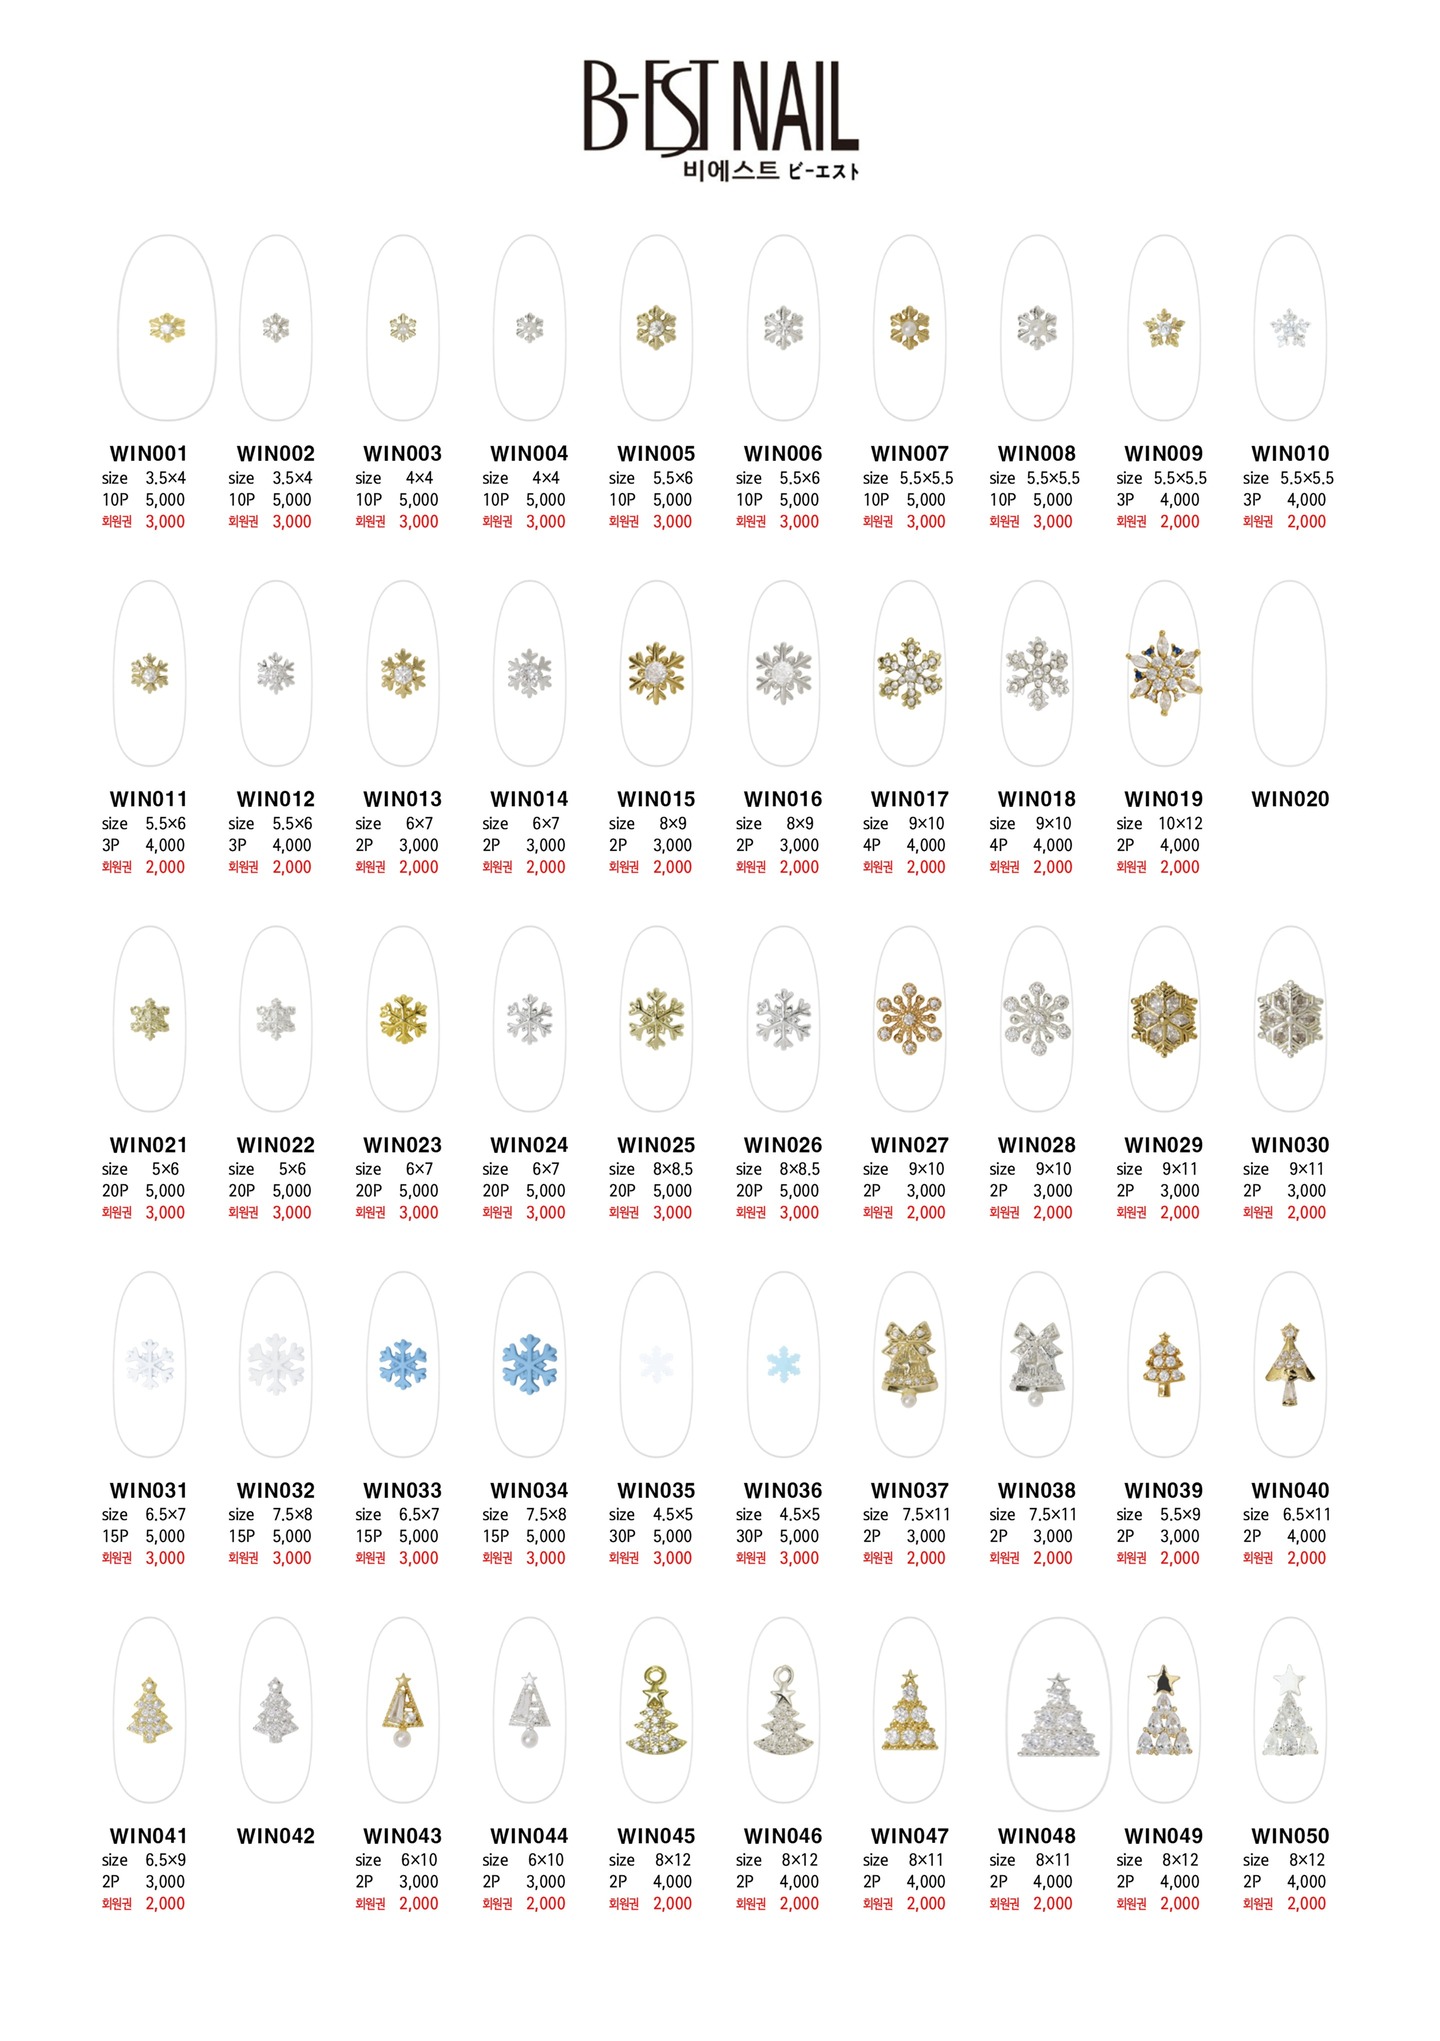 B-EST NAIL
비에스트 ビーエスト
WIN001 WIN002 WIN003 WIN004 WIN005 WIN006 WIN007 WIN008 WIN009 WIN010
size 3.5×4 size 3.5×4 size 4×4 size 4×4 size 5.5×6 size 5.5×6 size 5.5×5.5 size 5.5×5.5 size 5.5×5.5 size 5.5×5.5
10P 5,000 10P 5,000 10P 5,000 10P 5,000 10P 5,000 10P 5,000 10P 5,000 10P 5,000 3P 4,000 3P 4,000
회원권 3,000 회원권 3,000 회원권 3,000 회원권 3,000 회원권 3,000 회원권 3,000 회원권 3,000 회원권 3,000 회원권 2,000 회원권 2,000
WIN011 WIN012 WIN013 WIN014 WIN015 WIN016 WIN017 WIN018 WIN019 WIN020
size 5.5×6 size 5.5×6 size 6×7 size 6×7 size 8×9 size 8×9 size 9×10 size 9×10 size 10×12
3P 4,000 3P 4,000 2P 3,000 2P 3,000 2P 3,000 2P 3,000 4P 4,000 4P 4,000 2P 4,000
회원권 2,000 회원권 2,000 회원권 2,000 회원권 2,000 회원권 2,000 회원권 2,000 회원권 2,000 회원권 2,000 회원권 2,000
WIN021 WIN022 WIN023 WIN024 WIN025 WIN026 WIN027 WIN028 WIN029 WIN030
size 5×6 size 5×6 size 6×7 size 6×7 size 8×8.5 size 8×8.5 size 9×10 size 9×10 size 9×11 size 9×11
20P 5,000 20P 5,000 20P 5,000 20P 5,000 20P 5,000 20P 5,000 2P 3,000 2P 3,000 2P 3,000 2P 3,000
회원권 3,000 회원권 3,000 회원권 3,000 회원권 3,000 회원권 3,000 회원권 3,000 회원권 2,000 회원권 2,000 회원권 2,000 회원권 2,000
WIN031 WIN032 WIN033 WIN034 WIN035 WIN036 WIN037 WIN038 WIN039 WIN040
size 6.5×7 size 7.5×8 size 6.5×7 size 7.5×8 size 4.5×5 size 4.5×5 size 7.5×11 size 7.5×11 size 5.5×9 size 6.5×11
15P 5,000 15P 5,000 15P 5,000 15P 5,000 30P 5,000 30P 5,000 2P 3,000 2P 3,000 2P 3,000 2P 4,000
회원권 3,000 회원권 3,000 회원권 3,000 회원권 3,000 회원권 3,000 회원권 3,000 회원권 2,000 회원권 2,000 회원권 2,000 회원권 2,000
WIN041 WIN042 WIN043 WIN044 WIN045 WIN046 WIN047 WIN048 WIN049 WIN050
size 6.5×9 size 6×10 size 6×10 size 8×12 size 8×12 size 8×11 size 8×11 size 8×12 size 8×12
2P 3,000 2P 3,000 2P 3,000 2P 4,000 2P 4,000 2P 4,000 2P 4,000 2P 4,000 2P 4,000
회원권 2,000 회원권 2,000 회원권 2,000 회원권 2,000 회원권 2,000 회원권 2,000 회원권 2,000 회원권 2,000 회원권 2,000